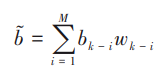 b̃ = ∑_{i = 1}^{M} b_{k − i} w_{k − i}